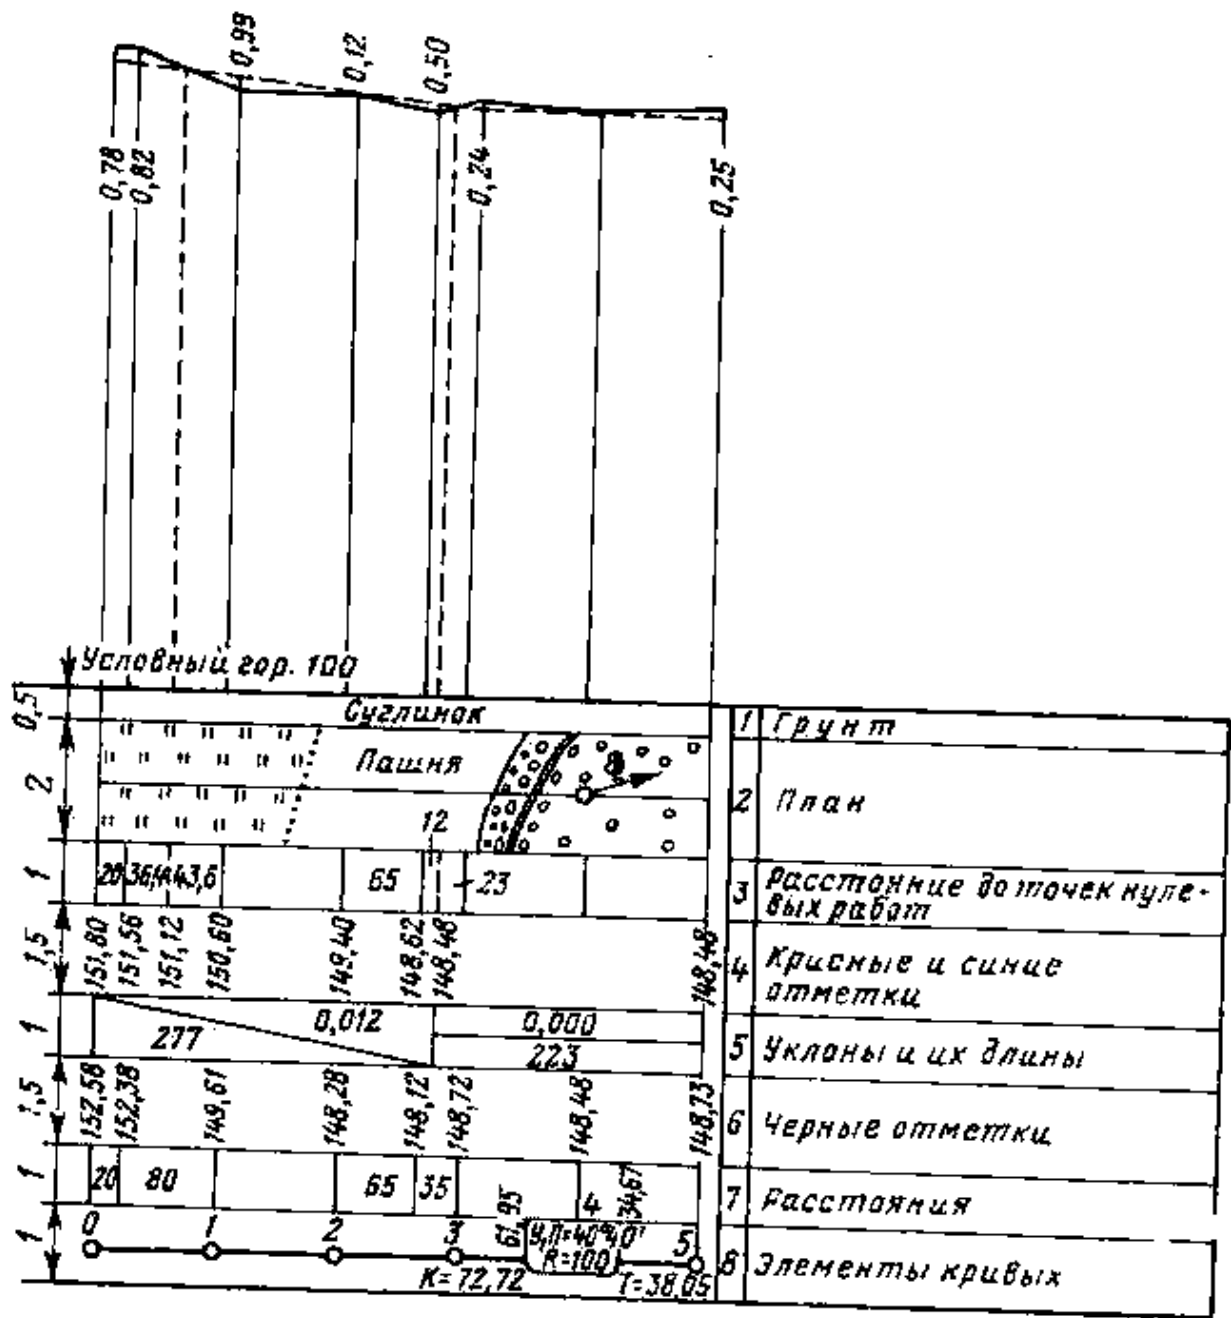 0,99
0,12
0,50
0,78
0,82
0,24
0,25
Условный гор. 100
0,5
Суглинок
1 Грунт
2
Пашня
12
2 План
1
20 36,4 43,6 65 23
3 Расстояние до точек нуле-
вых работ
1,5
151,80 151,56 151,12 150,60 149,40 148,62 148,48 148,48
4 Красные и синие
отметки
1
277 0,012 0,000
223
5 Уклоны и их длины
1,5
152,58 152,38 149,61 148,28 148,12 148,72 148,48 148,73
6 Черные отметки
1
20 80 65 35 61,95 4 34,67
7 Расстояния
1
0 1 2 3 5
У,П=40°40'
R=100
К=72,72 Т=38,05
8 Элементы кривых